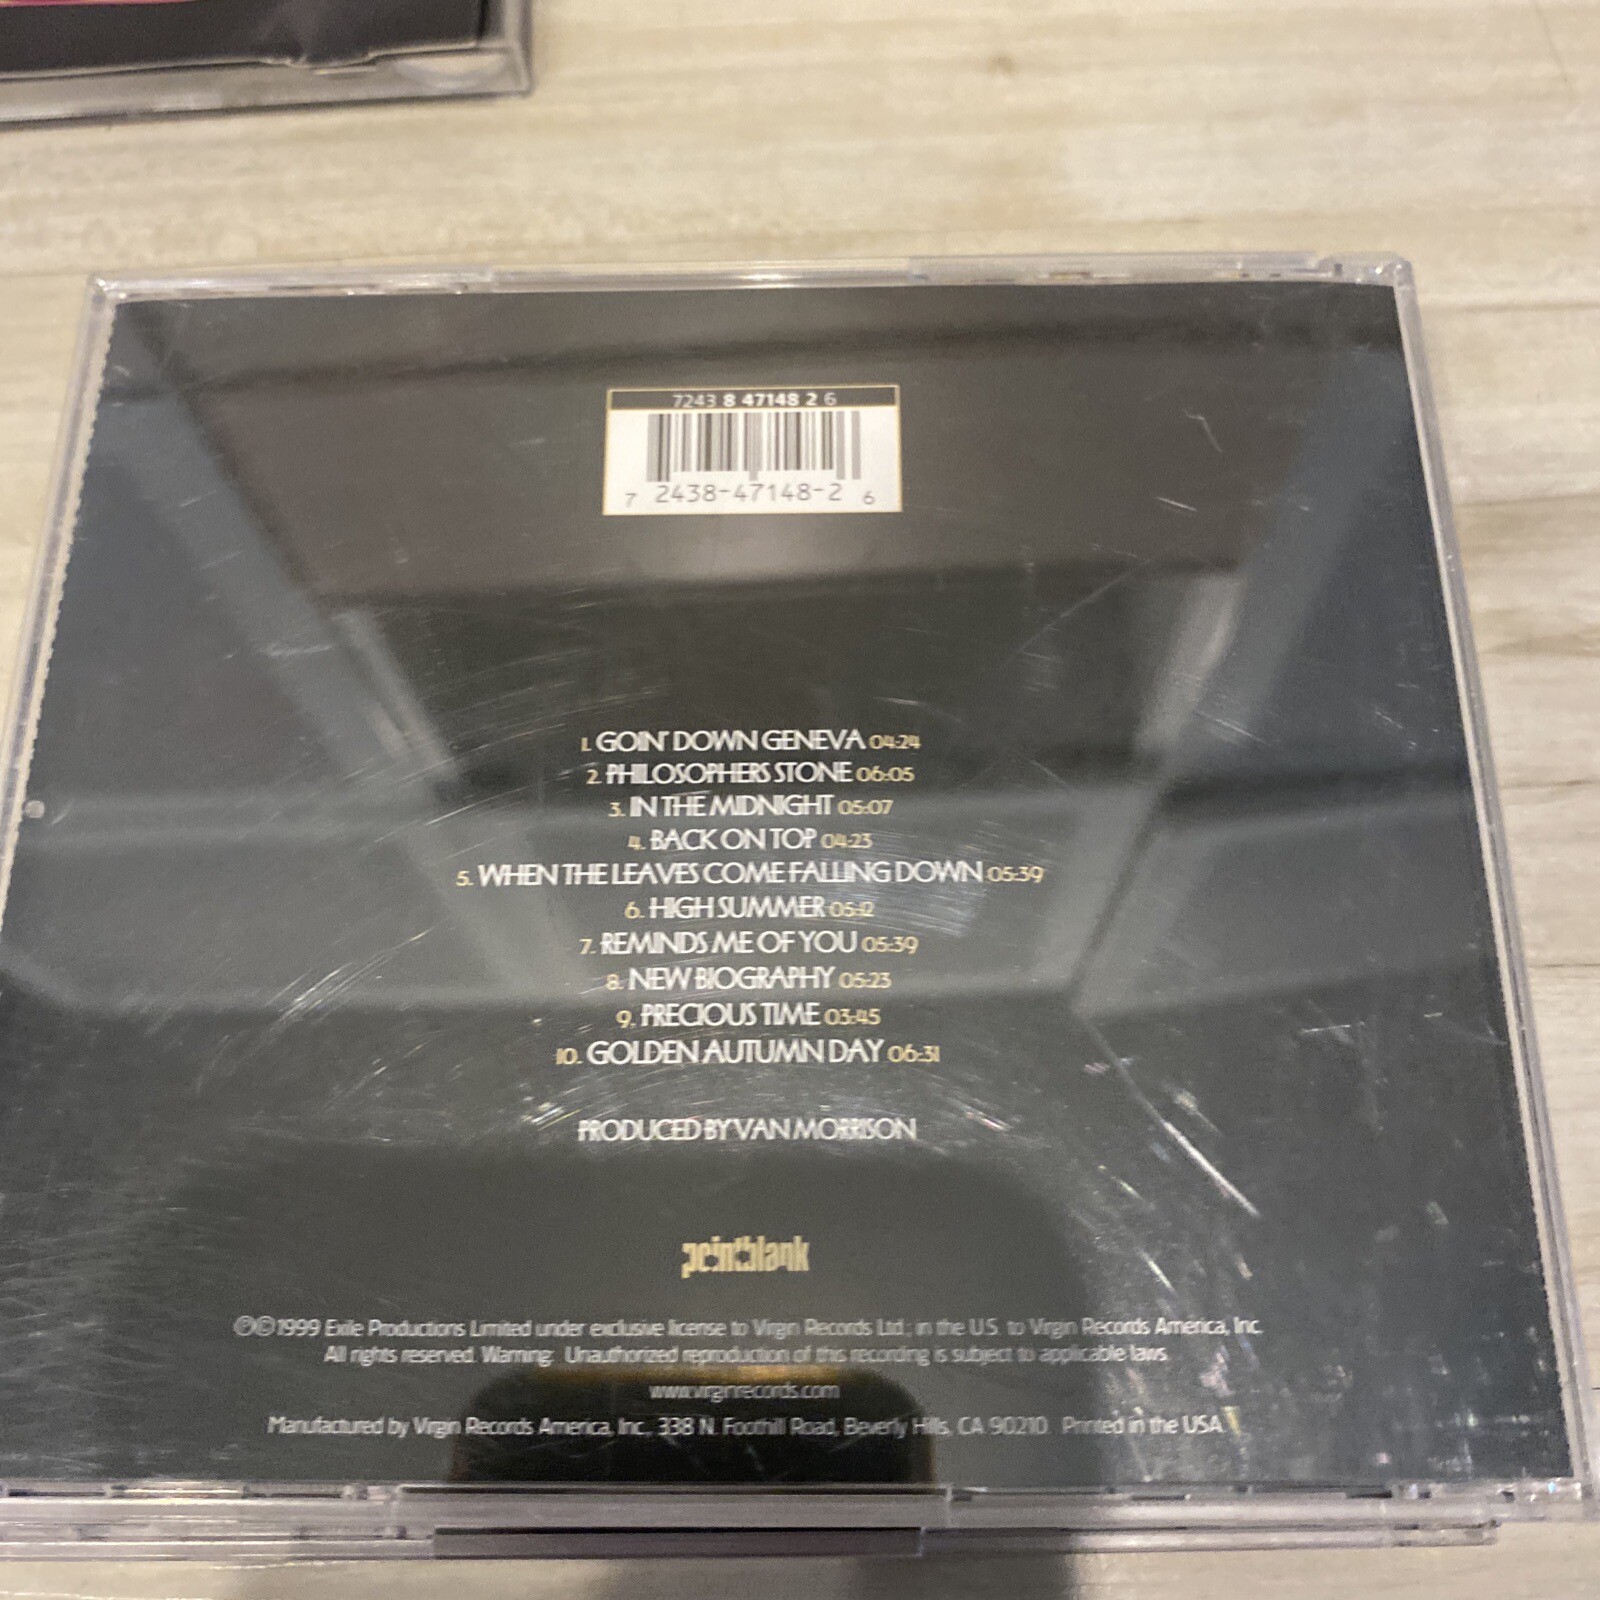 7243 8 47148 2 6
7 2438-47148-2 6
1. GOIN' DOWN GENEVA 04:24
2. PHILOSOPHERS STONE 06:05
3. IN THE MIDNIGHT 05:07
4. BACK ON TOP 04:23
5. WHEN THE LEAVES COME FALLING DOWN 05:39
6. HIGH SUMMER 05:12
7. REMINDS ME OF YOU 05:39
8. NEW BIOGRAPHY 05:23
9. PRECIOUS TIME 03:45
10. GOLDEN AUTUMN DAY 06:31
PRODUCED BY VAN MORRISON
pointblank
℗©1999 Exile Productions Limited under exclusive license to Virgin Records Ltd.; in the U.S. to Virgin Records America, Inc.
All rights reserved. Warning: Unauthorized reproduction of this recording is subject to applicable laws.
www.virginrecords.com
Manufactured by Virgin Records America, Inc., 338 N. Foothill Road, Beverly Hills, CA 90210. Printed in the USA.